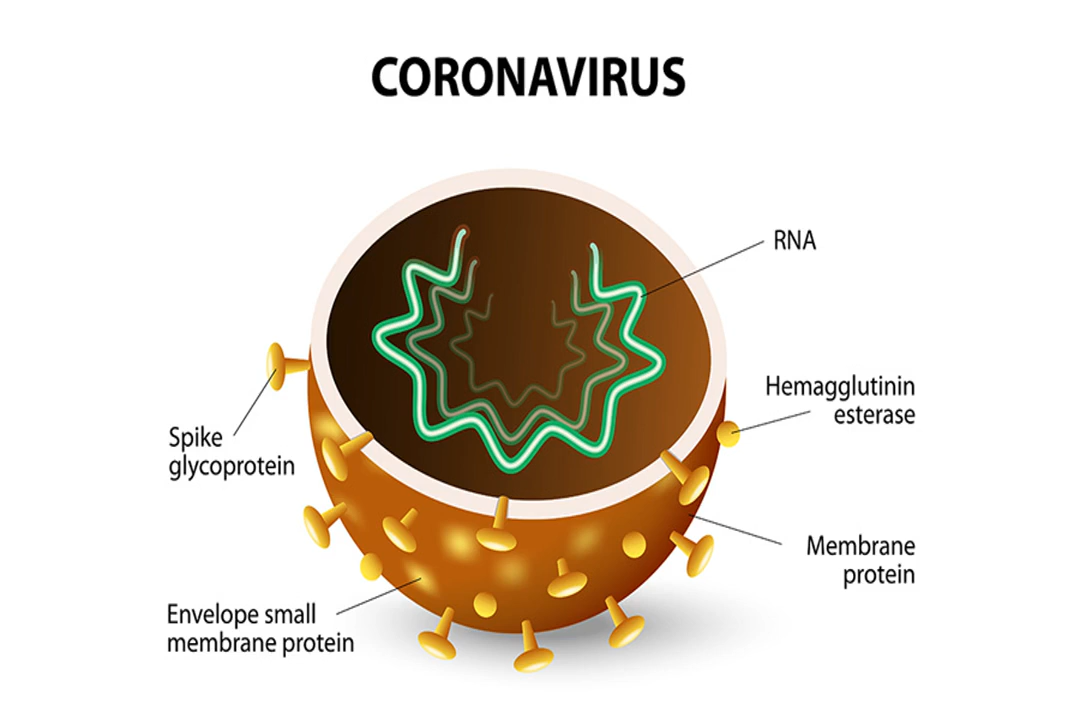 CORONAVIRUS
RNA
Hemagglutinin
esterase
Spike
glycoprotein
Membrane
protein
Envelope small
membrane protein